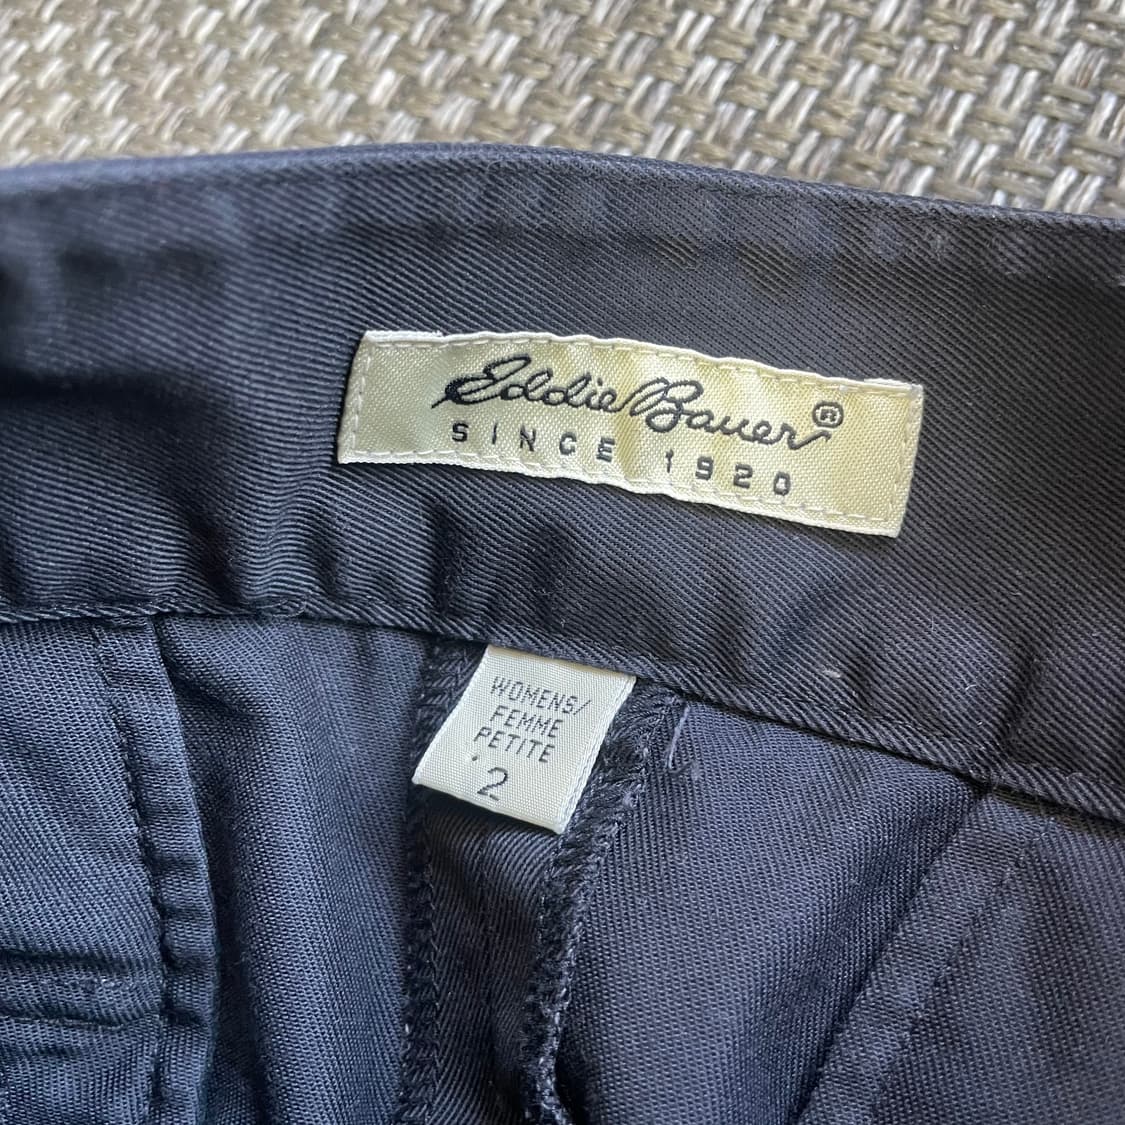 Eddie Bauer®
SINCE 1920
WOMENS/
FEMME
PETITE
2